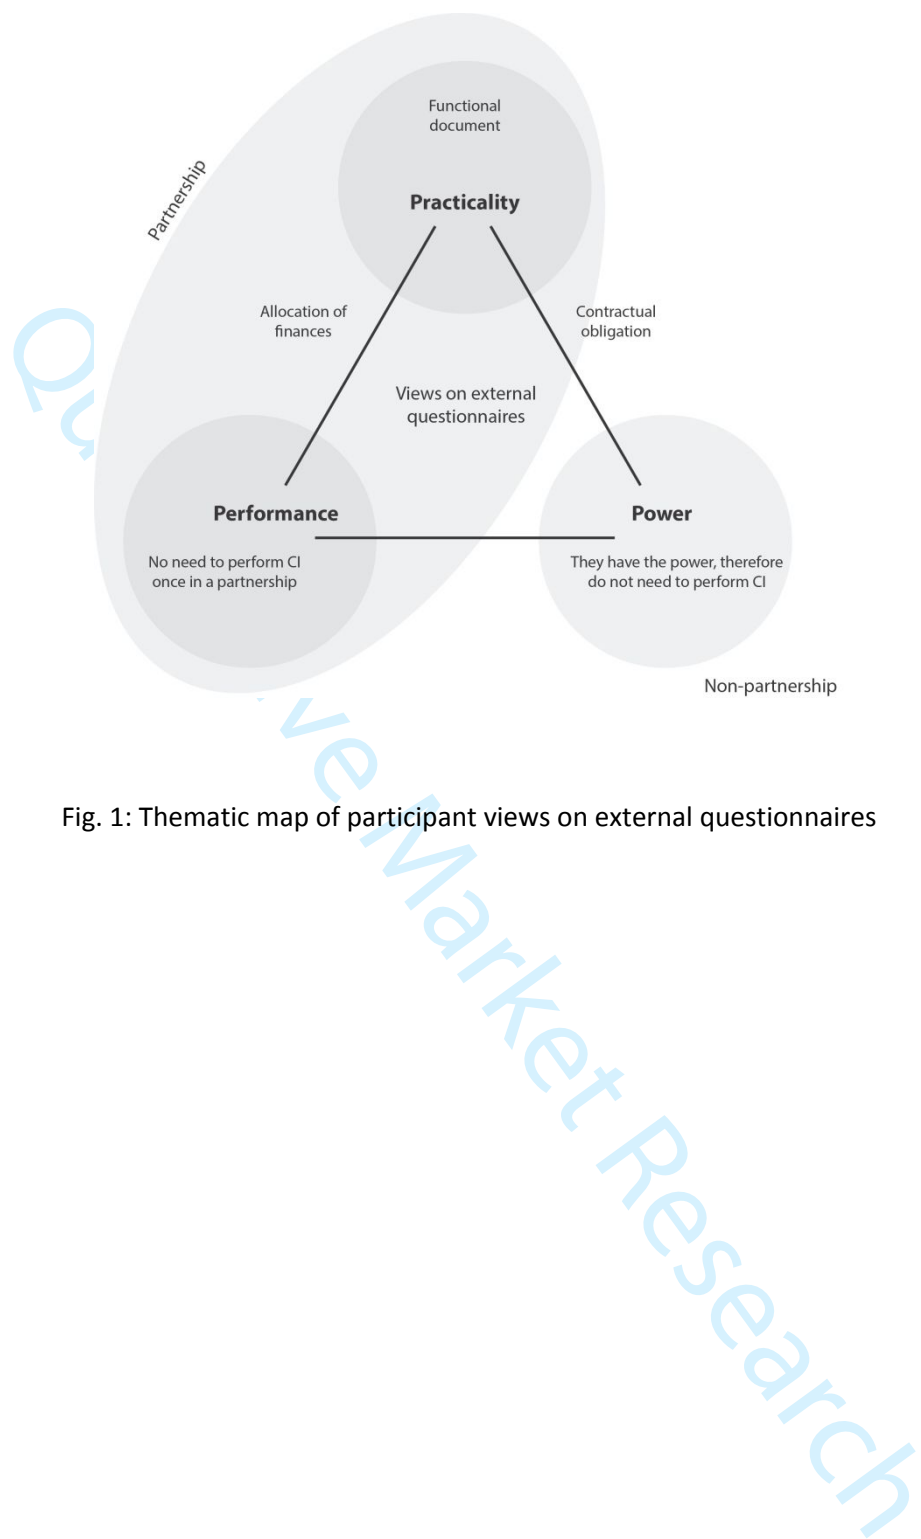 Functional
document
Practicality
Partnership
Allocation of
finances
Contractual
obligation
Views on external
questionnaires
Performance
No need to perform CI
once in a partnership
Power
They have the power, therefore
do not need to perform CI
Non-partnership
Fig. 1: Thematic map of participant views on external questionnaires
Market Research